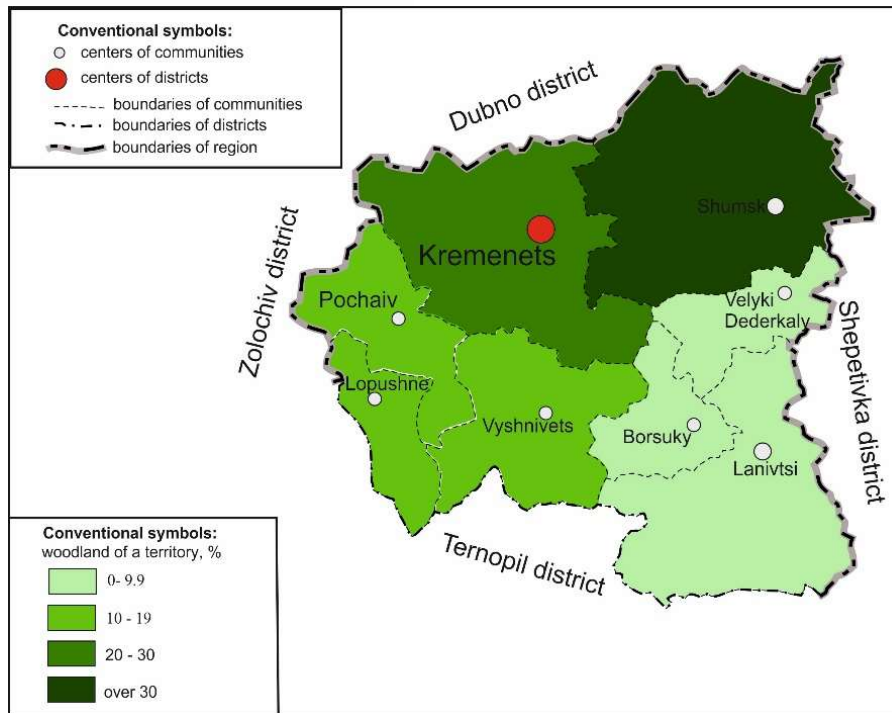 Conventional symbols:
centers of communities
centers of districts
boundaries of communities
boundaries of districts
boundaries of region
Dubno district
Zolochiv district
Shepetivka district
Ternopil district
Shumsk
Kremenets
Pochaiv
Velyki
Dederkaly
Lopushne
Vyshnivets
Borsuky
Lanivtsi
Conventional symbols:
woodland of a territory, %
0- 9.9
10 - 19
20 - 30
over 30